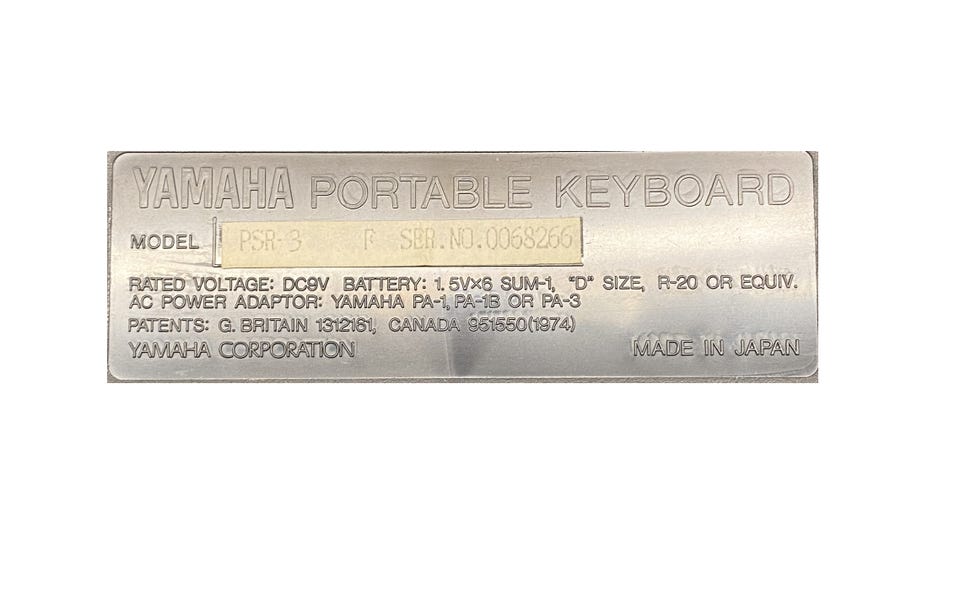 YAMAHA PORTABLE KEYBOARD
MODEL PSR-3 F SER.NO.0068266
RATED VOLTAGE: DC9V BATTERY: 1.5V×6 SUM-1, "D" SIZE, R-20 OR EQUIV.
AC POWER ADAPTOR: YAMAHA PA-1, PA-1B OR PA-3
PATENTS: G. BRITAIN 1312161, CANADA 951550(1974)
YAMAHA CORPORATION MADE IN JAPAN